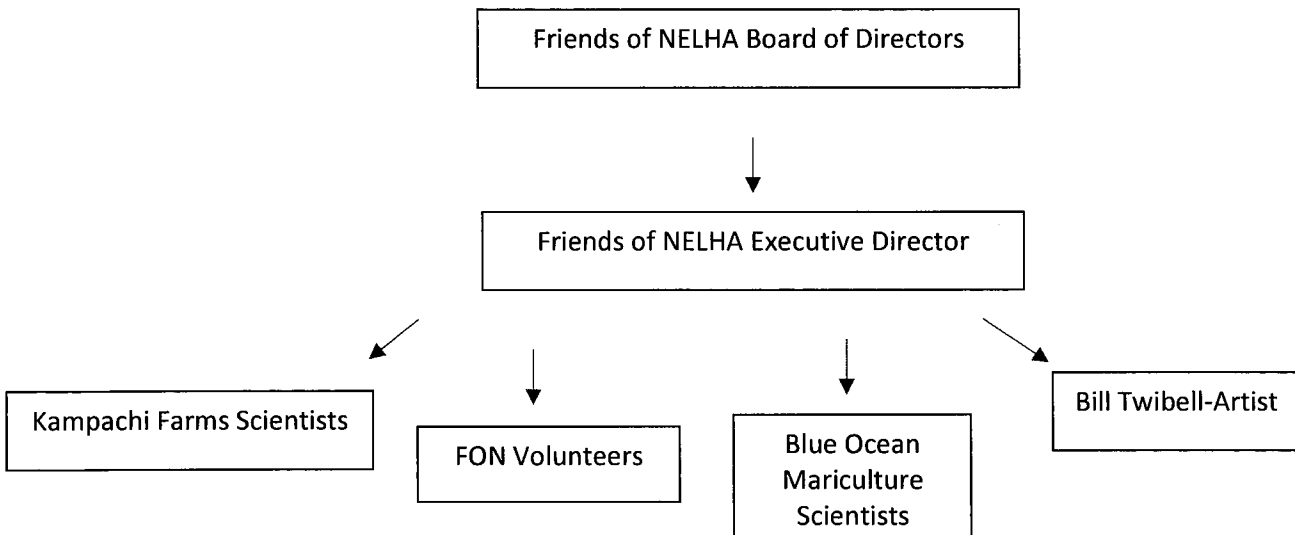 Friends of NELHA Board of Directors
Friends of NELHA Executive Director
Kampachi Farms Scientists
FON Volunteers
Blue Ocean
Mariculture
Scientists
Bill Twibell-Artist